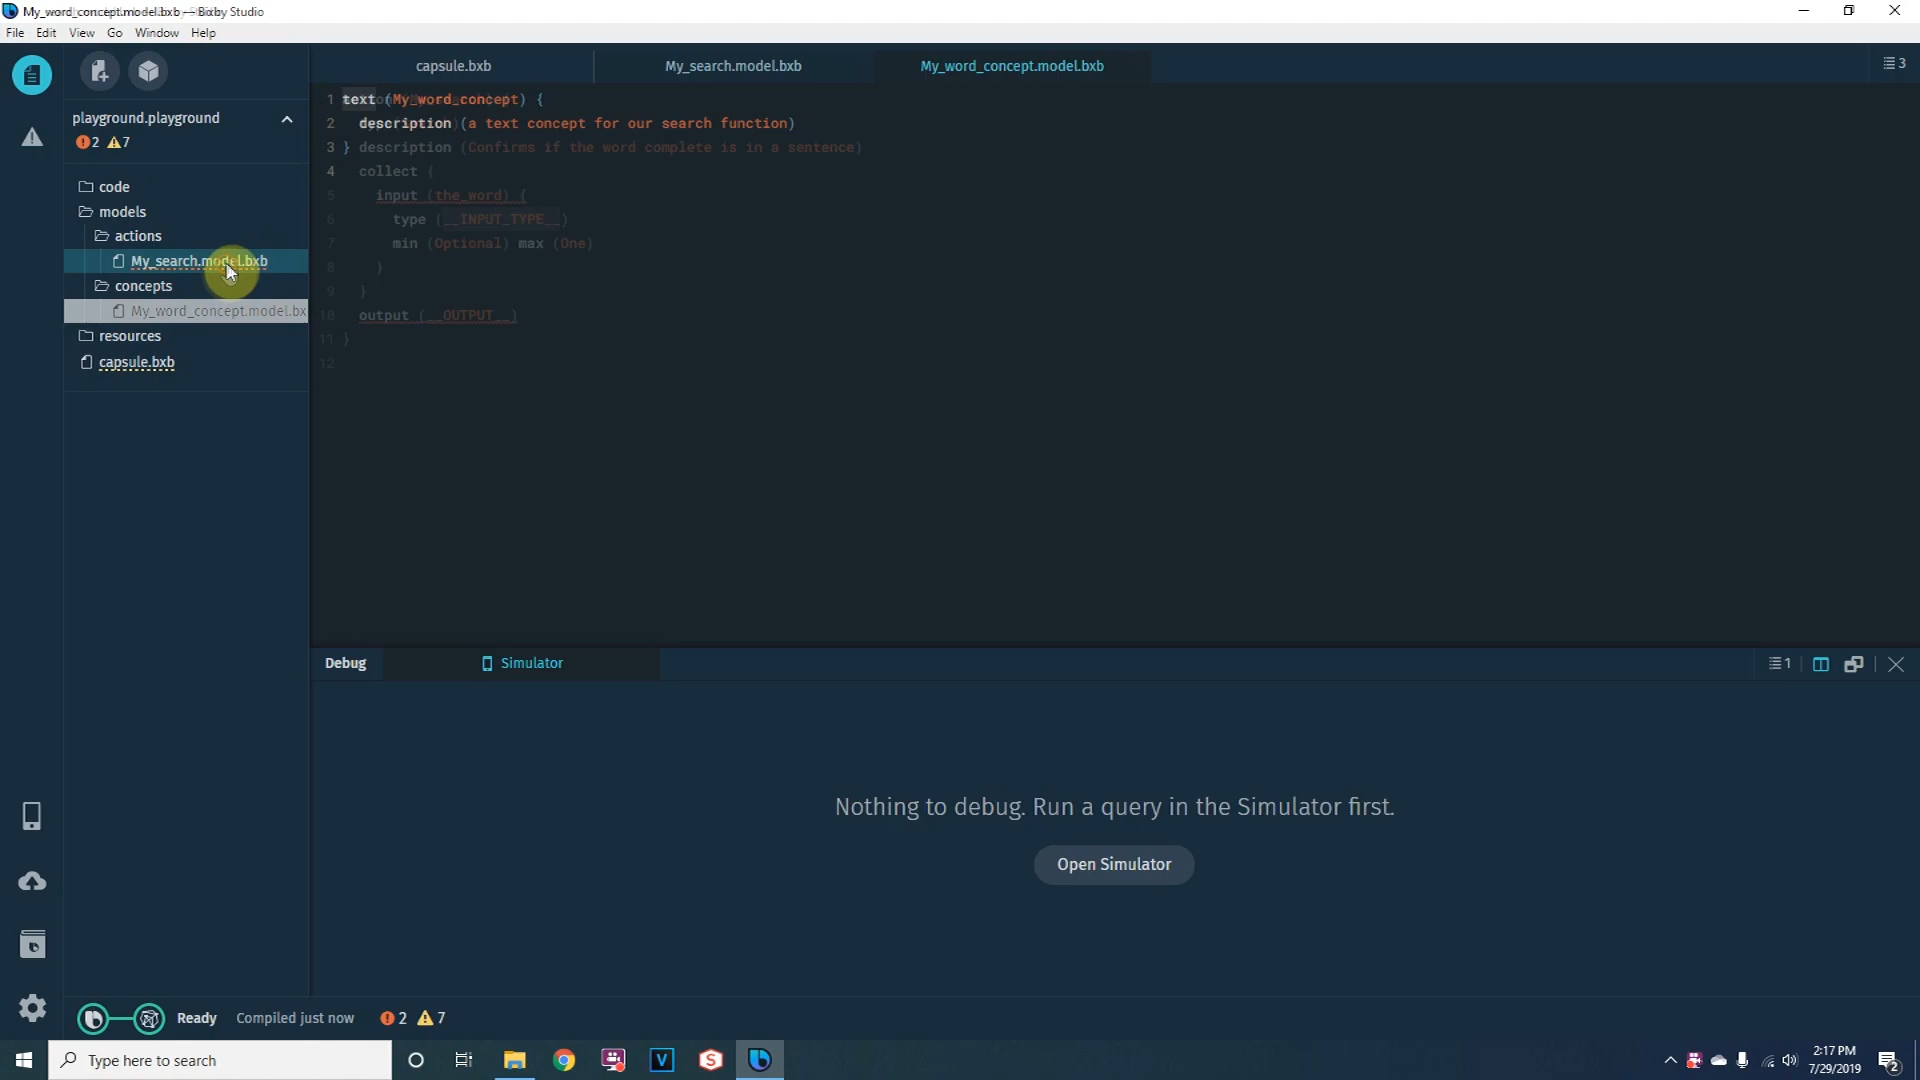 My_word_concept.model.bxb — Bixby Studio
File Edit View Go Window Help
capsule.bxb My_search.model.bxb My_word_concept.model.bxb 3
playground.playground
2 7
code
models
actions
My_search.model.bxb
concepts
My_word_concept.model.bx
resources
capsule.bxb
1 text (My_word_concept) {
2 description (a text concept for our search function)
3 } description (Confirms if the word complete is in a sentence)
4 collect {
5 input (the_word) {
6 type (__INPUT_TYPE__)
7 min (Optional) max (One)
8 }
9 }
10 output (__OUTPUT__)
11 }
12
Debug Simulator 1
Nothing to debug. Run a query in the Simulator first.
Open Simulator
Ready Compiled just now 2 7
Type here to search
V S
2:17 PM
7/29/2019
2